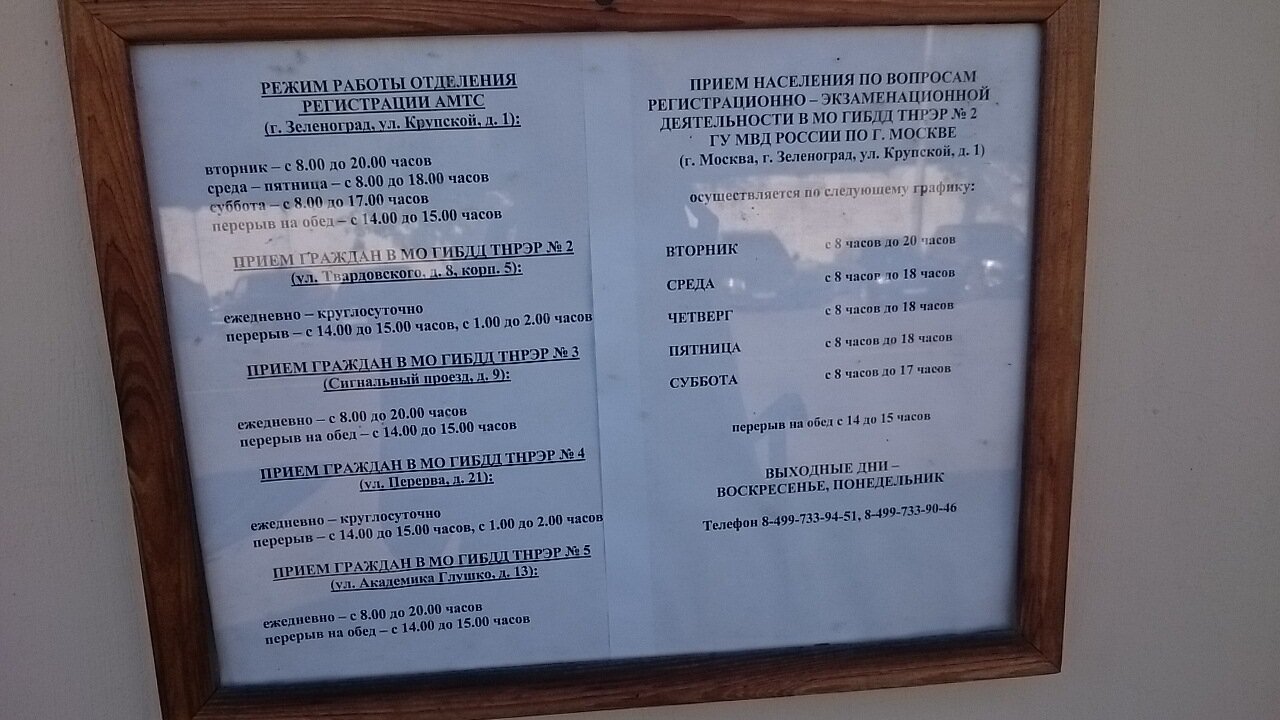 РЕЖИМ РАБОТЫ ОТДЕЛЕНИЯ
РЕГИСТРАЦИИ АМТС
(г. Зеленоград, ул. Крупской, д. 1):
вторник – с 8.00 до 20.00 часов
среда – пятница – с 8.00 до 18.00 часов
суббота – с 8.00 до 17.00 часов
перерыв на обед – с 14.00 до 15.00 часов
ПРИЕМ ГРАЖДАН В МО ГИБДД ТНРЭР № 2
(ул. Твардовского, д. 8, корп. 5):
ежедневно – круглосуточно
перерыв – с 14.00 до 15.00 часов, с 1.00 до 2.00 часов
ПРИЕМ ГРАЖДАН В МО ГИБДД ТНРЭР № 3
(Сигнальный проезд, д. 9):
ежедневно – с 8.00 до 20.00 часов
перерыв на обед – с 14.00 до 15.00 часов
ПРИЕМ ГРАЖДАН В МО ГИБДД ТНРЭР № 4
(ул. Перерва, д. 21):
ежедневно – круглосуточно
перерыв – с 14.00 до 15.00 часов, с 1.00 до 2.00 часов
ПРИЕМ ГРАЖДАН В МО ГИБДД ТНРЭР № 5
(ул. Академика Глушко, д. 13):
ежедневно – с 8.00 до 20.00 часов
перерыв на обед – с 14.00 до 15.00 часов
ПРИЕМ НАСЕЛЕНИЯ ПО ВОПРОСАМ
РЕГИСТРАЦИОННО – ЭКЗАМЕНАЦИОННОЙ
ДЕЯТЕЛЬНОСТИ В МО ГИБДД ТНРЭР № 2
ГУ МВД РОССИИ ПО Г. МОСКВЕ
(г. Москва, г. Зеленоград, ул. Крупской, д. 1)
осуществляется по следующему графику:
ВТОРНИК с 8 часов до 20 часов
СРЕДА с 8 часов до 18 часов
ЧЕТВЕРГ с 8 часов до 18 часов
ПЯТНИЦА с 8 часов до 18 часов
СУББОТА с 8 часов до 17 часов
перерыв на обед с 14 до 15 часов
ВЫХОДНЫЕ ДНИ –
ВОСКРЕСЕНЬЕ, ПОНЕДЕЛЬНИК
Телефон 8-499-733-94-51, 8-499-733-90-46